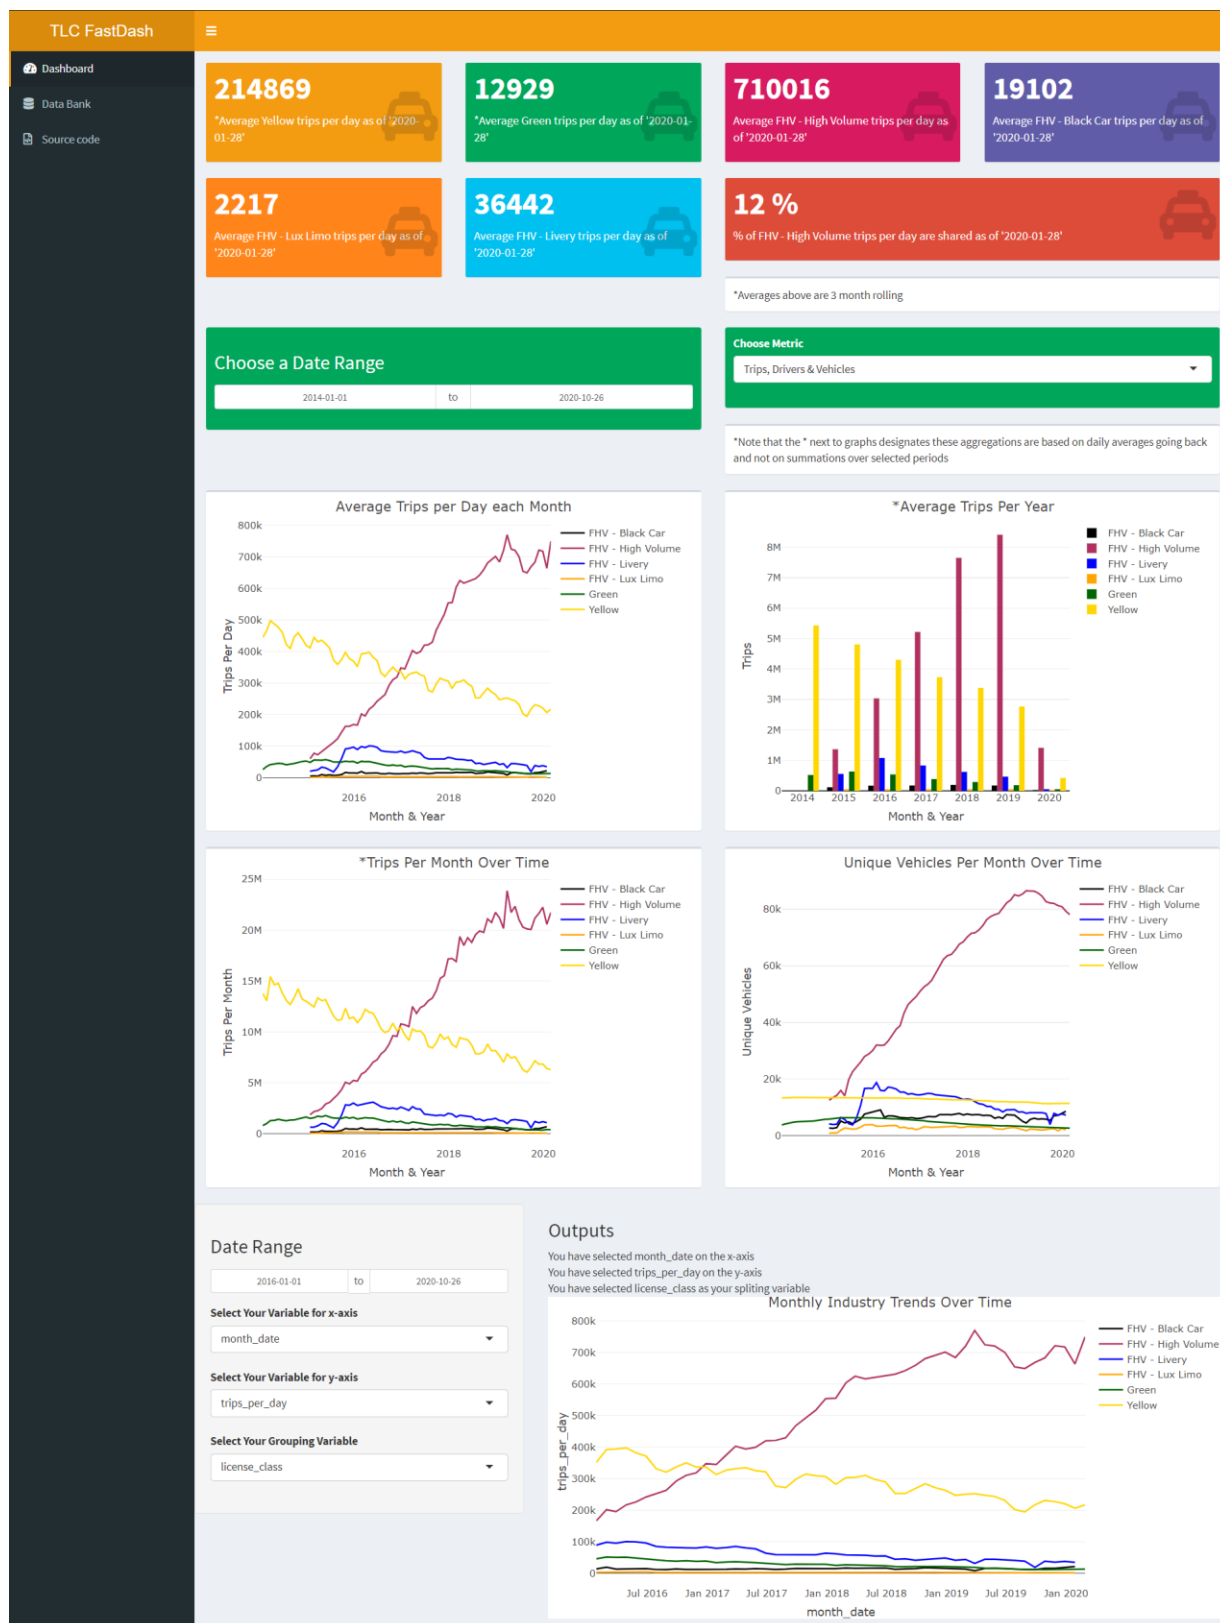 TLC FastDash
Dashboard
Data Bank
Source code
214869
*Average Yellow trips per day as of '2020-
01-28'
12929
*Average Green trips per day as of '2020-01-
28'
710016
Average FHV - High Volume trips per day as
of '2020-01-28'
19102
Average FHV - Black Car trips per day as of
'2020-01-28'
2217
Average FHV - Lux Limo trips per day as of
'2020-01-28'
36442
Average FHV - Livery trips per day as of
'2020-01-28'
12 %
% of FHV - High Volume trips per day are shared as of '2020-01-28'
*Averages above are 3 month rolling
Choose a Date Range
2014-01-01 to 2020-10-26
Choose Metric
Trips, Drivers & Vehicles
*Note that the * next to graphs designates these aggregations are based on daily averages going back
and not on summations over selected periods
Average Trips per Day each Month
800k
700k
600k
500k
400k
300k
200k
100k
0
Trips Per Day
2016 2018 2020
Month & Year
FHV - Black Car
FHV - High Volume
FHV - Livery
FHV - Lux Limo
Green
Yellow
*Average Trips Per Year
8M
7M
6M
5M
4M
3M
2M
1M
0
Trips
2014 2015 2016 2017 2018 2019 2020
Month & Year
FHV - Black Car
FHV - High Volume
FHV - Livery
FHV - Lux Limo
Green
Yellow
*Trips Per Month Over Time
25M
20M
15M
10M
5M
0
Trips Per Month
2016 2018 2020
Month & Year
FHV - Black Car
FHV - High Volume
FHV - Livery
FHV - Lux Limo
Green
Yellow
Unique Vehicles Per Month Over Time
80k
60k
40k
20k
0
Unique Vehicles
2016 2018 2020
Month & Year
FHV - Black Car
FHV - High Volume
FHV - Livery
FHV - Lux Limo
Green
Yellow
Date Range
2016-01-01 to 2020-10-26
Select Your Variable for x-axis
month_date
Select Your Variable for y-axis
trips_per_day
Select Your Grouping Variable
license_class
Outputs
You have selected month_date on the x-axis
You have selected trips_per_day on the y-axis
You have selected license_class as your spliting variable
Monthly Industry Trends Over Time
800k
700k
600k
500k
400k
300k
200k
100k
0
trips_per_day
Jul 2016 Jan 2017 Jul 2017 Jan 2018 Jul 2018 Jan 2019 Jul 2019 Jan 2020
month_date
FHV - Black Car
FHV - High Volume
FHV - Livery
FHV - Lux Limo
Green
Yellow